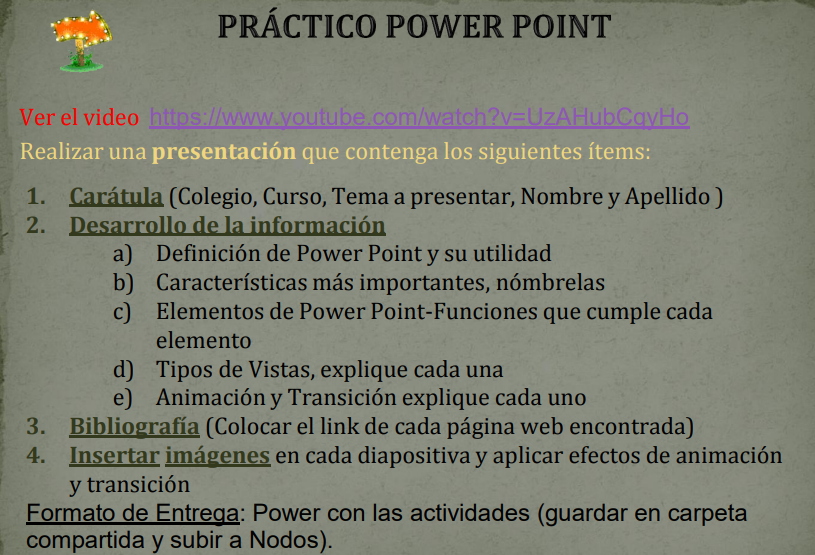 PRÁCTICO POWER POINT
Ver el video https://www.youtube.com/watch?v=UzAHubCqyHo
Realizar una presentación que contenga los siguientes ítems:
1. Carátula (Colegio, Curso, Tema a presentar, Nombre y Apellido )
2. Desarrollo de la información
a) Definición de Power Point y su utilidad
b) Características más importantes, nómbrelas
c) Elementos de Power Point-Funciones que cumple cada
elemento
d) Tipos de Vistas, explique cada una
e) Animación y Transición explique cada uno
3. Bibliografía (Colocar el link de cada página web encontrada)
4. Insertar imágenes en cada diapositiva y aplicar efectos de animación
y transición
Formato de Entrega: Power con las actividades (guardar en carpeta
compartida y subir a Nodos).